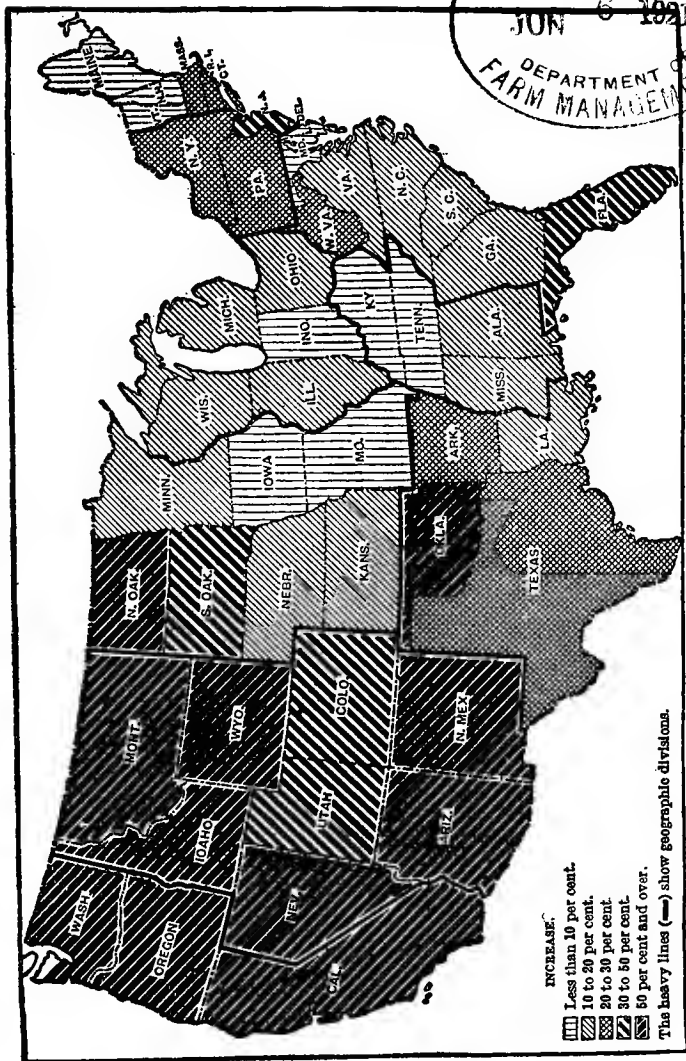 JUN 6 192
DEPARTMENT O
FARM MANAGEM
WASH.
OREGON
CAL.
NEV.
IDAHO
MONT.
WYO.
UTAH
ARIZ.
COLO.
N. MEX.
N. DAK.
S. DAK.
NEBR.
KANS.
OKLA.
TEXAS
MINN.
IOWA
MO.
ARK.
LA.
WIS.
ILL.
MICH.
IND.
OHIO
KY
TENN.
MISS.
ALA.
GA.
FLA.
S. C.
N. C.
VA.
W. VA.
MD.
DEL.
PA.
N. Y.
MAINE
MASS.
R. I.
CT.
INCREASE.
Less than 10 per cent.
10 to 20 per cent.
20 to 30 per cent.
30 to 50 per cent.
50 per cent and over.
The heavy lines (—) show geographic divisions.